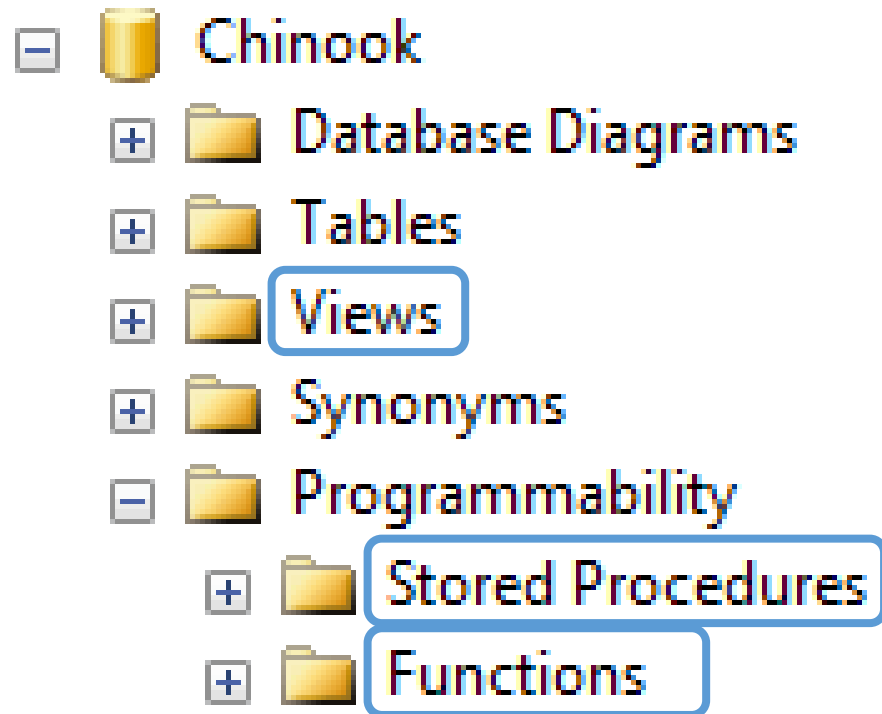 Chinook
Database Diagrams
Tables
Views
Synonyms
Programmability
Stored Procedures
Functions